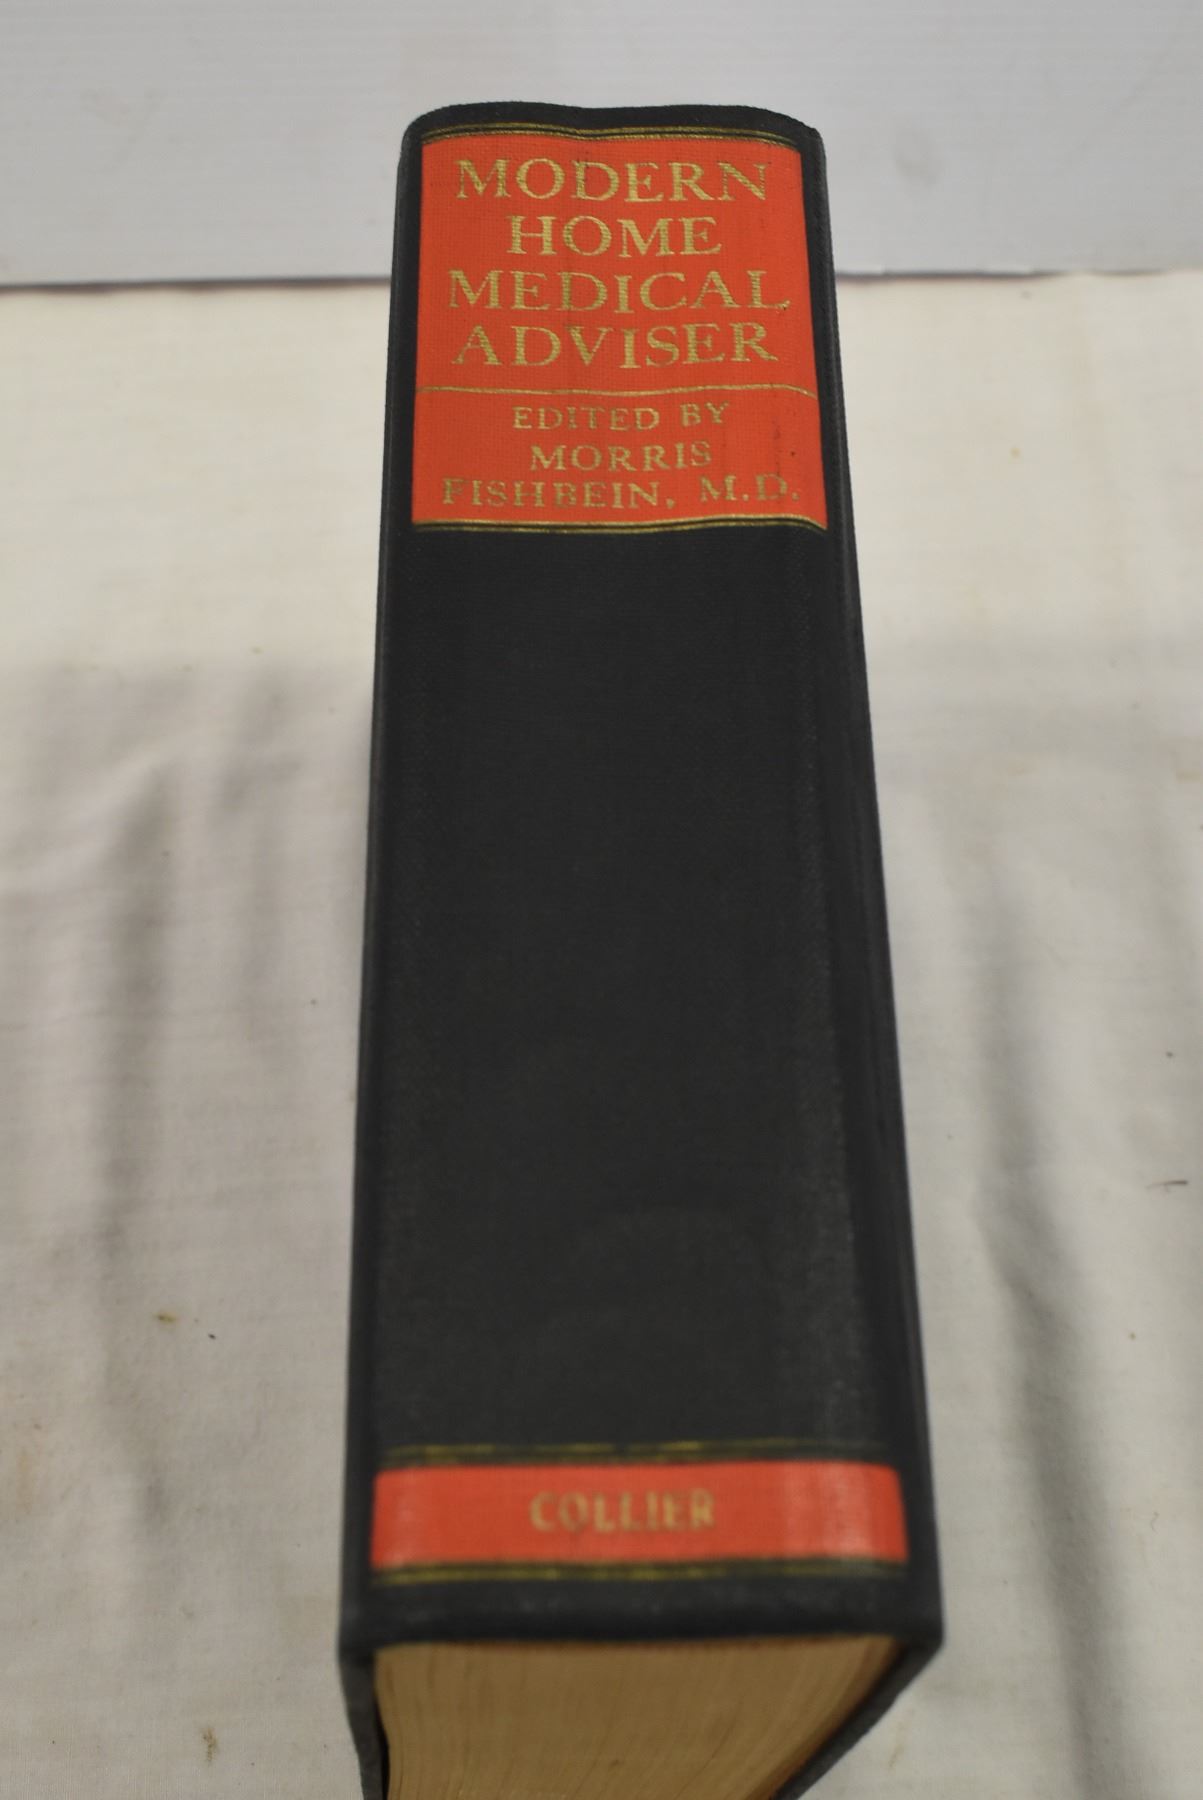 MODERN
HOME
MEDICAL
ADVISER
EDITED BY
MORRIS
FISHBEIN, M.D.
COLLIER